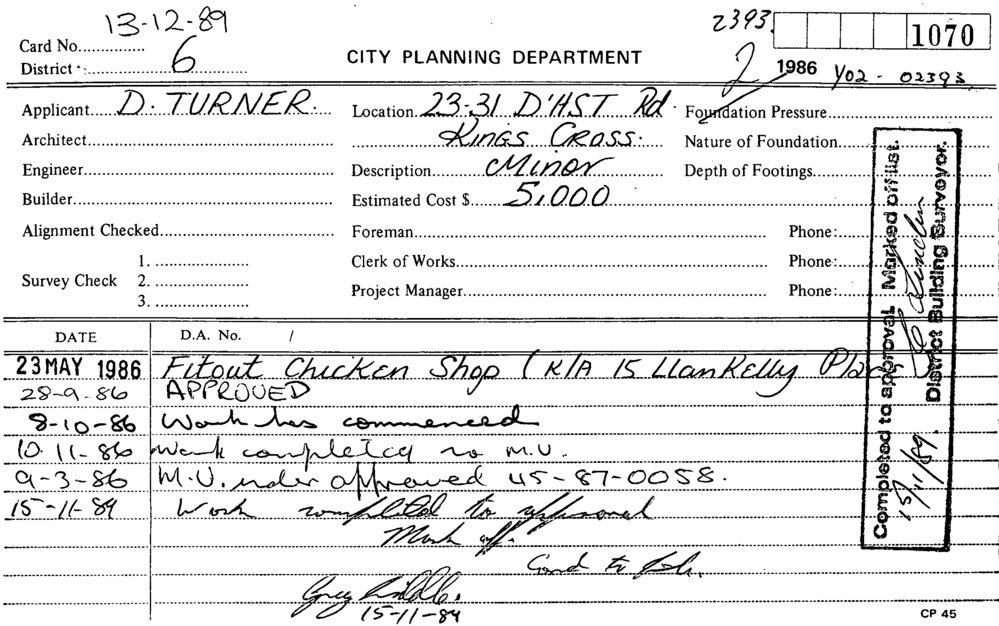 13-12-89
2393.
1070
Card No.
District 6
CITY PLANNING DEPARTMENT
2
1986 Y02 - 02393
Applicant D. TURNER.
Location 23-31 D'HST Rd.
Foundation Pressure
Architect
KINGS CROSS.
Nature of Foundation
Engineer
Description Minor
Depth of Footings
Builder
Estimated Cost $ 5,000
Alignment Checked
Foreman
Phone:
Survey Check
1.
2.
3.
Clerk of Works
Phone:
Project Manager
Phone:
Completed to approval. Marked off list.
15/11/89.
District Building Surveyor.
DATE
D.A. No. /
23 MAY 1986 Fitout Chicken Shop (K/A 15 Llankelly Place
28-9-86 APPROVED
8-10-86 Work has commenced
10.11-86 Work completed no M.U.
9-3-86 M.U. under approved 45-87-0058.
15-11-89 Work completed to approval
Mark off.
Card to
Greg
15-11-89
CP 45